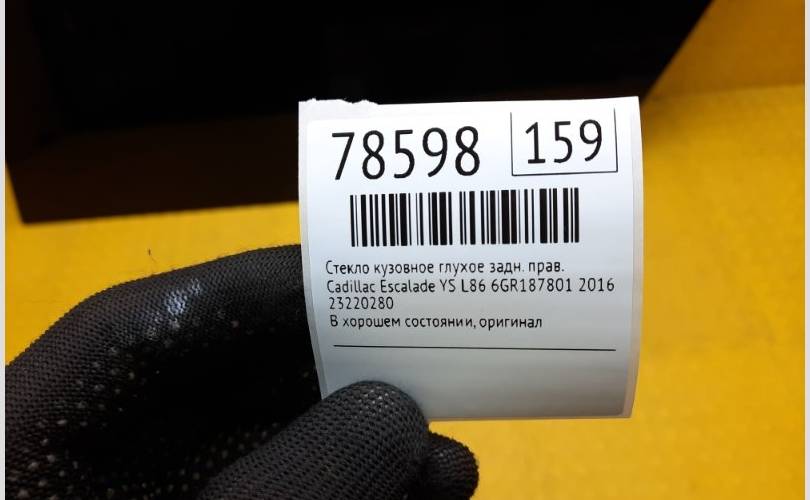 78598 159
Стекло кузовное глухое задн. прав.
Cadillac Escalade YS L86 6GR187801 2016
23220280
В хорошем состоянии, оригинал